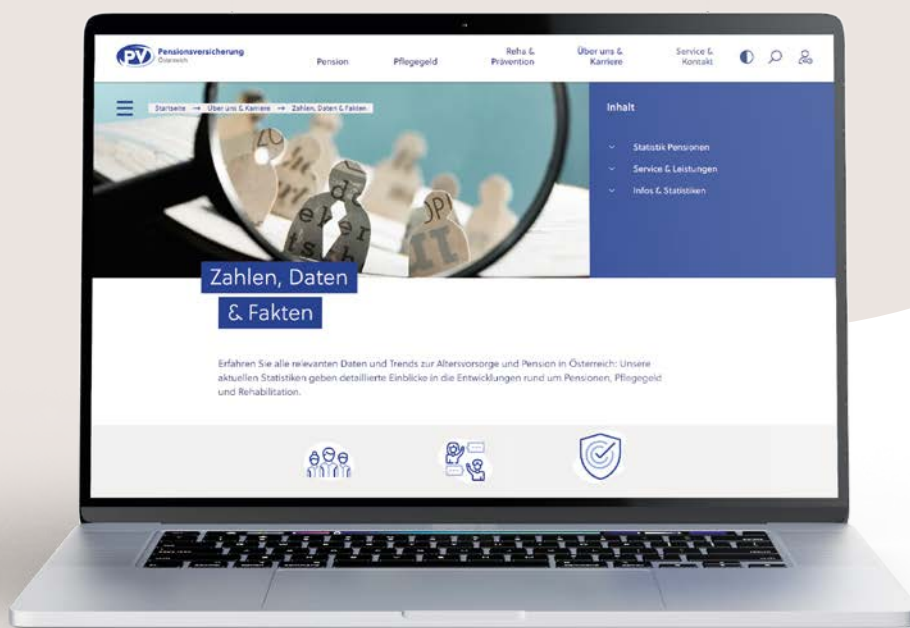 PV Pensionsversicherung
Österreich
Pension
Pflegegeld
Reha &
Prävention
Über uns &
Karriere
Service &
Kontakt
Startseite → Über uns & Karriere → Zahlen, Daten & Fakten
Inhalt
Statistik Pensionen
Service & Leistungen
Infos & Statistiken
Zahlen, Daten
& Fakten
Erfahren Sie alle relevanten Daten und Trends zur Altersvorsorge und Pension in Österreich: Unsere
aktuellen Statistiken geben detaillierte Einblicke in die Entwicklungen rund um Pensionen, Pflegegeld
und Rehabilitation.